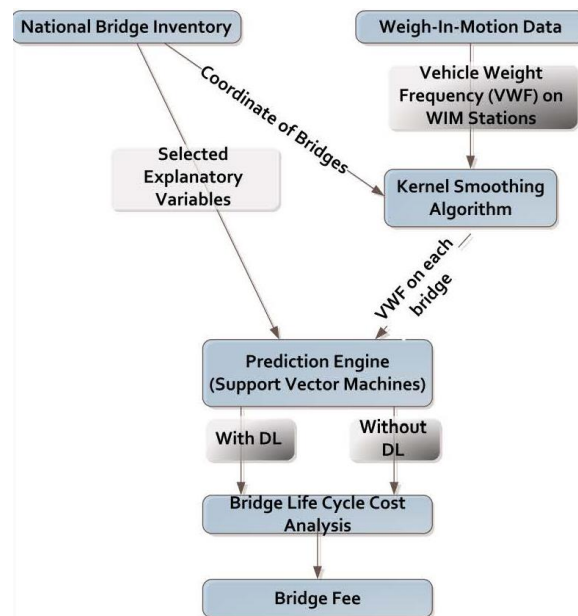 National Bridge Inventory
Weigh-In-Motion Data
Vehicle Weight
Frequency (VWF) on
WIM Stations
Coordinate of Bridges
Selected
Explanatory
Variables
Kernel Smoothing
Algorithm
VWF on each
bridge
Prediction Engine
(Support Vector Machines)
With DL
Without
DL
Bridge Life Cycle Cost
Analysis
Bridge Fee